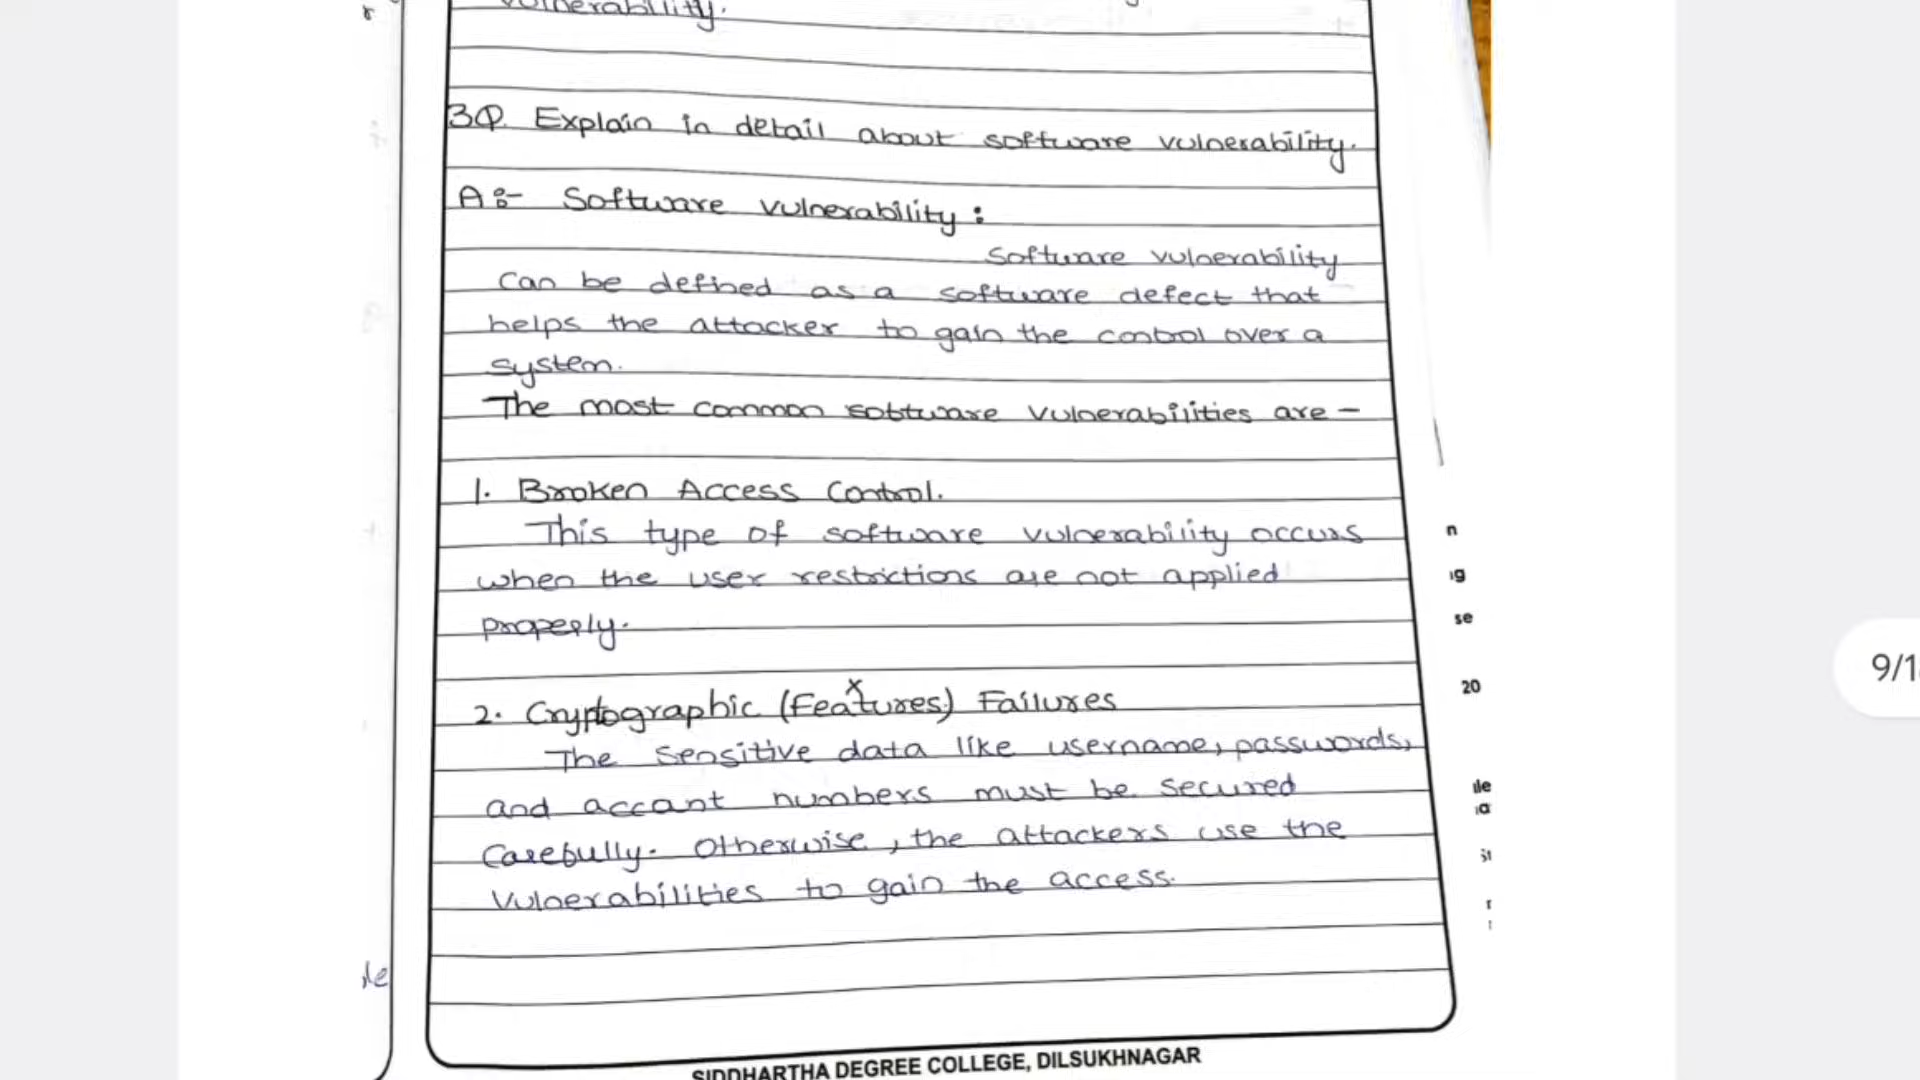 vulnerability.
3Q. Explain in detail about software vulnerability.
A:- Software vulnerability :
Software vulnerability
can be defined as a software defect that
helps the attacker to gain the control over a
system.
The most common software vulnerabilities are -
1. Broken Access Control.
This type of software vulnerability occurs
when the user restrictions are not applied
properly.
2. Cryptographic (Features) Failures
x
The sensitive data like username, passwords,
and accont numbers must be secured
carefully. Otherwise, the attackers use the
vulnerabilities to gain the access.
SIDDHARTHA DEGREE COLLEGE, DILSUKHNAGAR
n
se
20
9/1